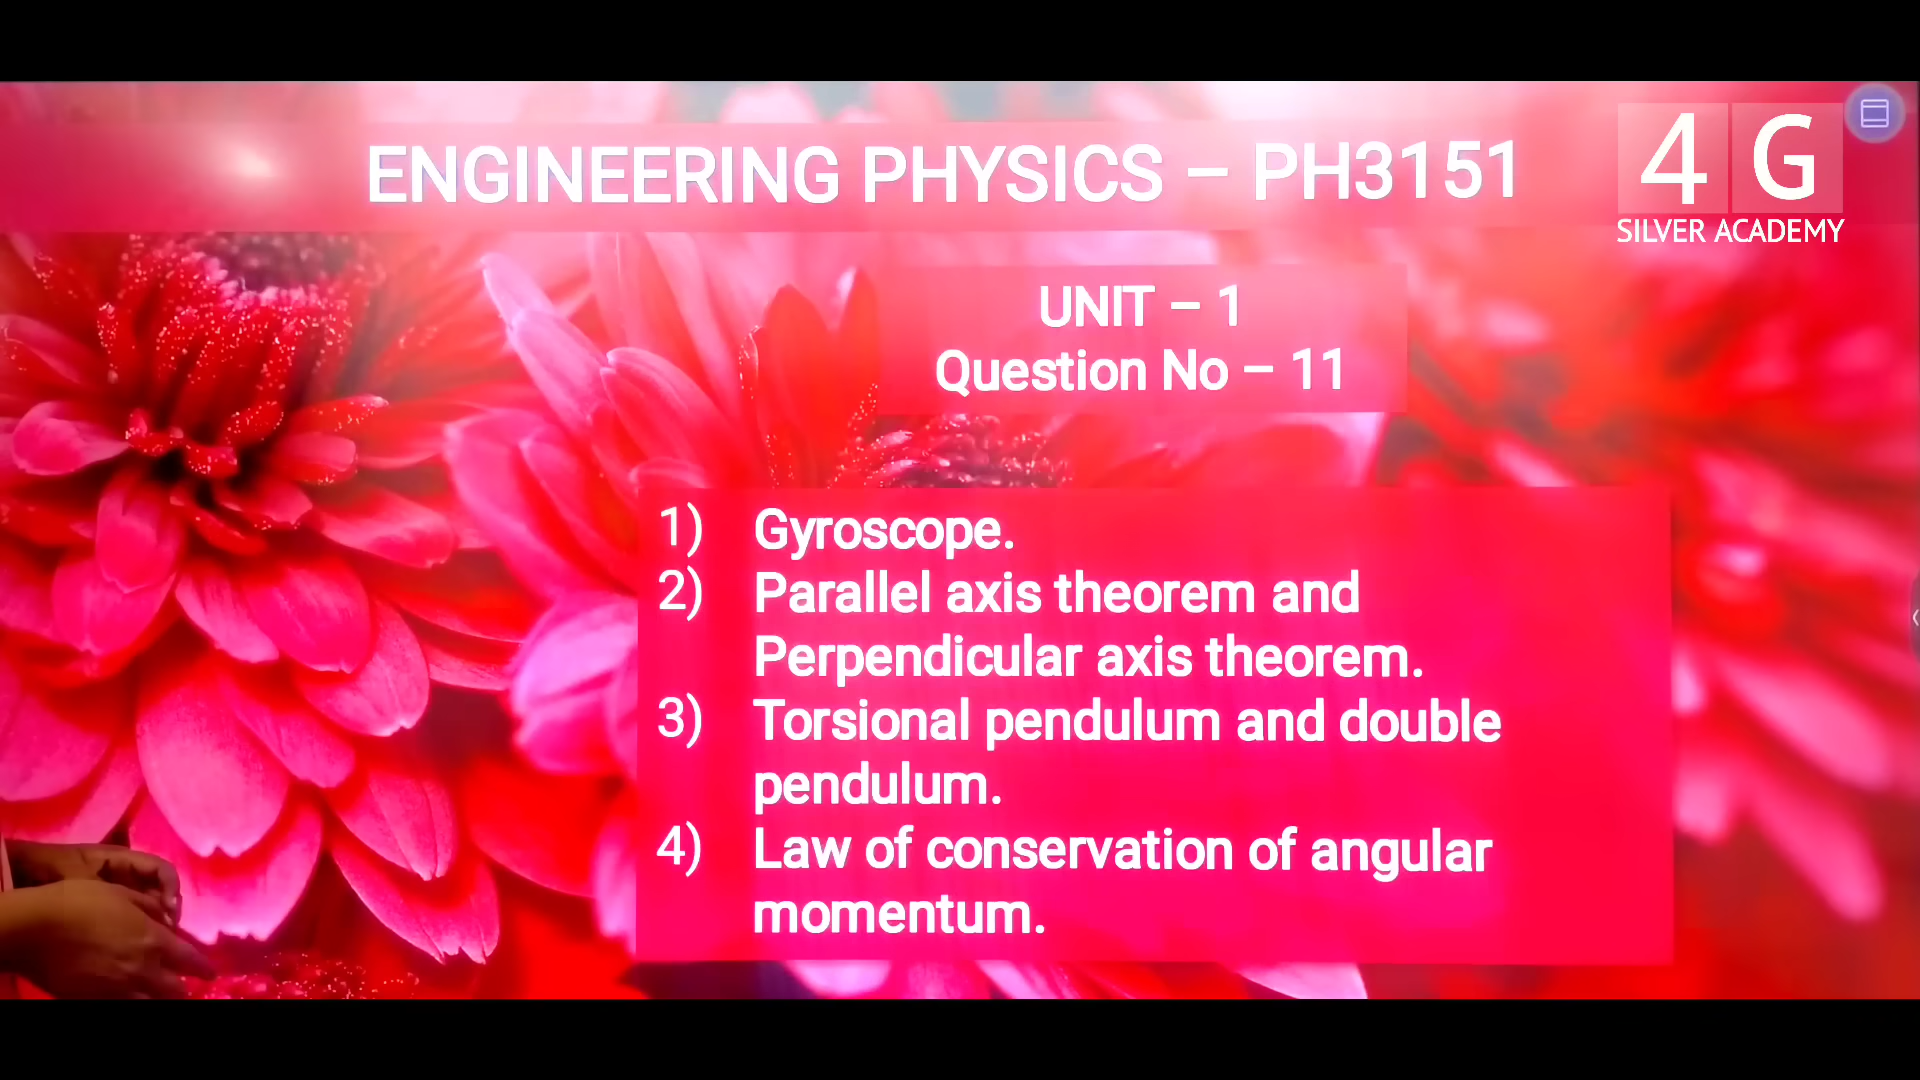 ENGINEERING PHYSICS – PH3151
4G
SILVER ACADEMY
UNIT – 1
Question No – 11
1) Gyroscope.
2) Parallel axis theorem and
Perpendicular axis theorem.
3) Torsional pendulum and double
pendulum.
4) Law of conservation of angular
momentum.